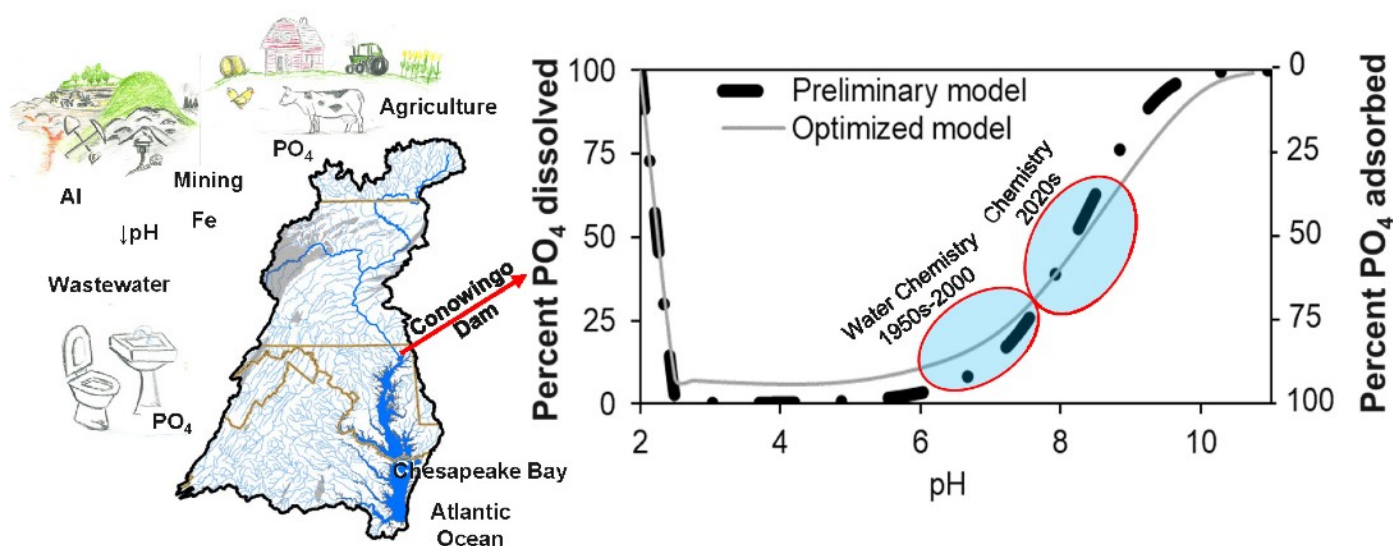 Agriculture
PO₄
Al
Mining
Fe
↓pH
Wastewater
PO₄
Conowingo
Dam
Chesapeake Bay
Atlantic
Ocean
Percent PO₄ dissolved
100
75
50
25
0
Preliminary model
Optimized model
Water Chemistry
1950s-2000
Chemistry
2020s
0
25
50
75
100
Percent PO₄ adsorbed
2
4
6
8
10
pH